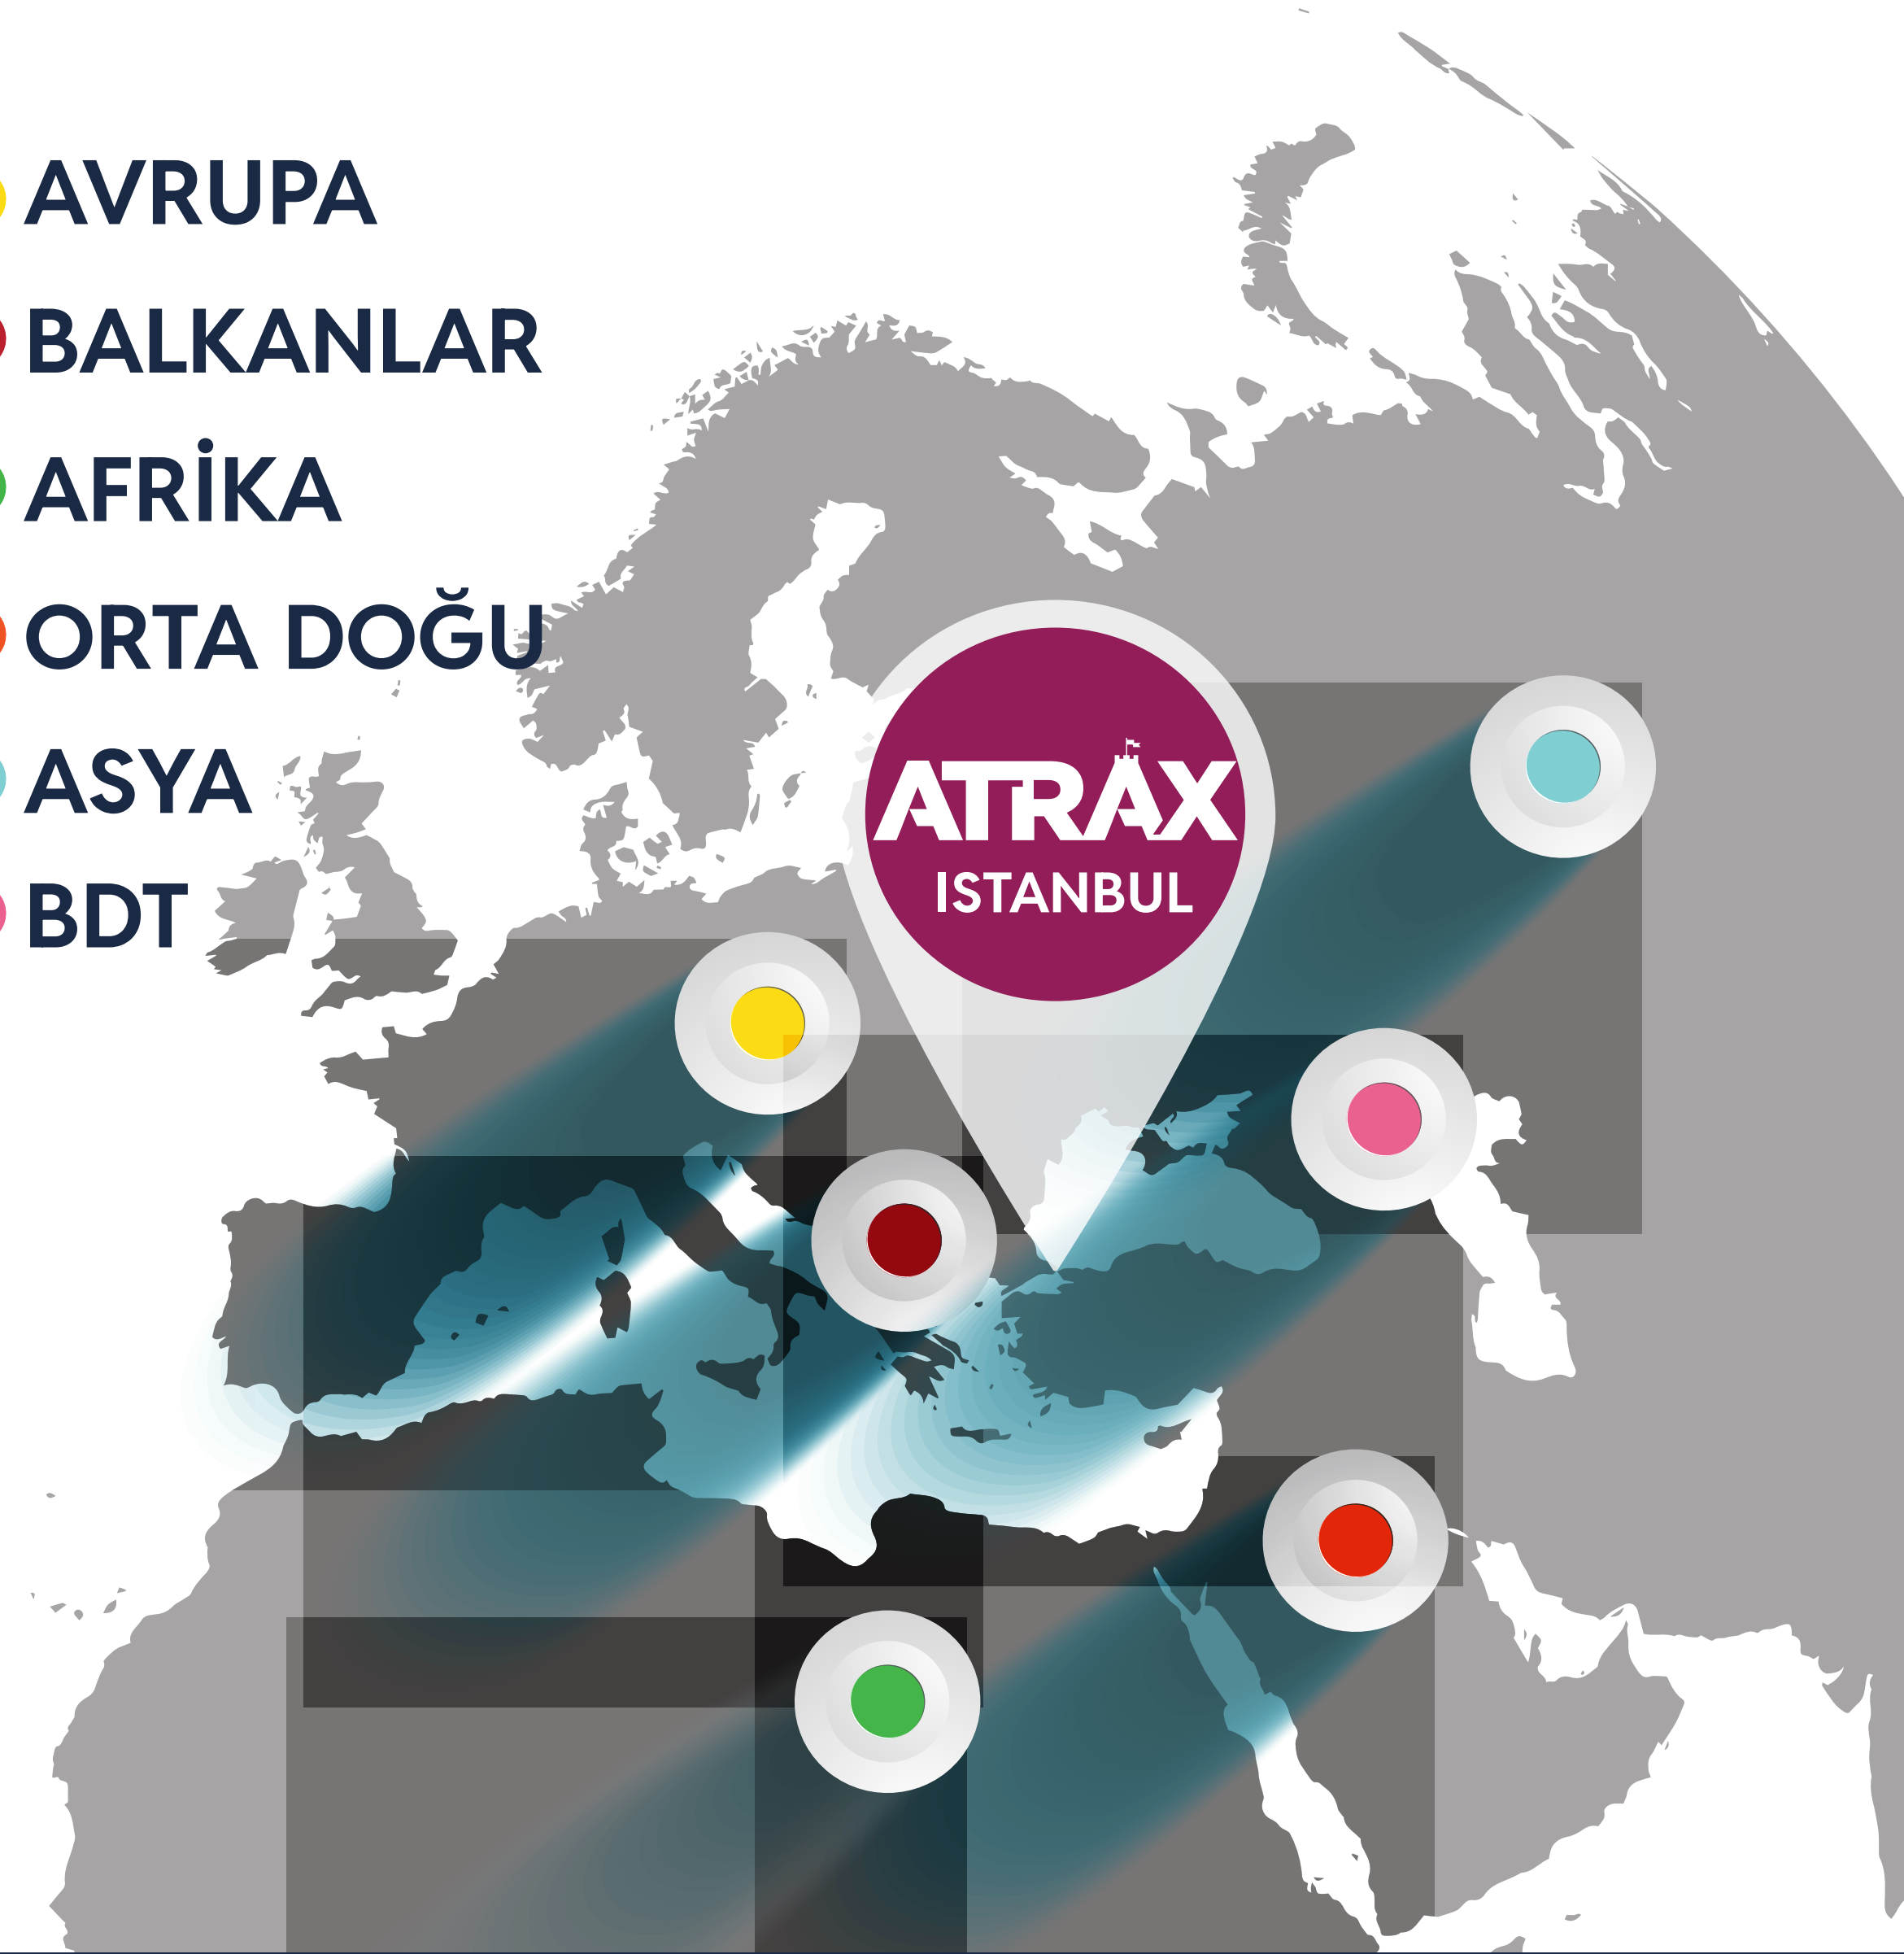 AVRUPA
BALKANLAR
AFRİKA
ORTA DOĞU
ASYA
BDT
ATRAX
ISTANBUL